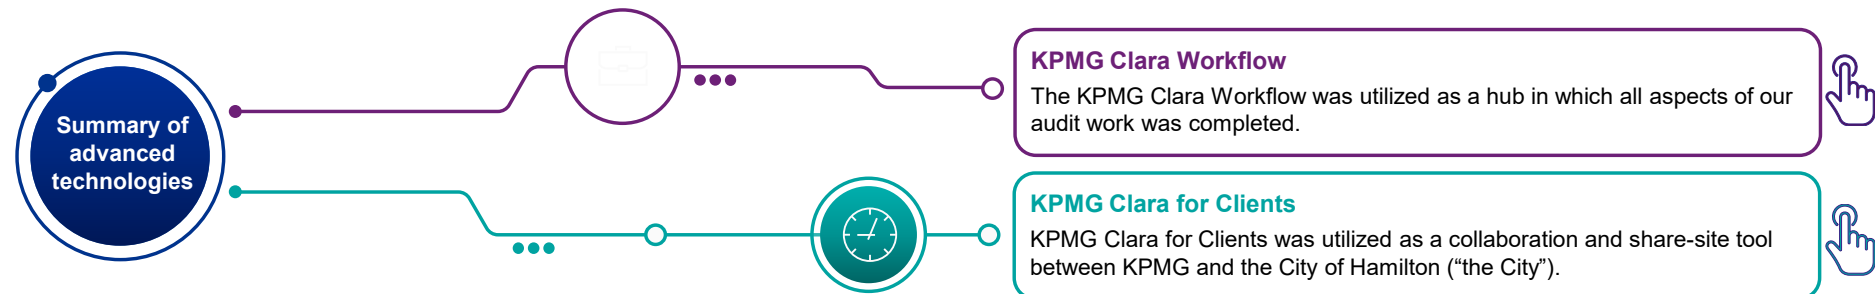 Summary of
advanced
technologies
KPMG Clara Workflow
The KPMG Clara Workflow was utilized as a hub in which all aspects of our
audit work was completed.
KPMG Clara for Clients
KPMG Clara for Clients was utilized as a collaboration and share-site tool
between KPMG and the City of Hamilton (“the City”).